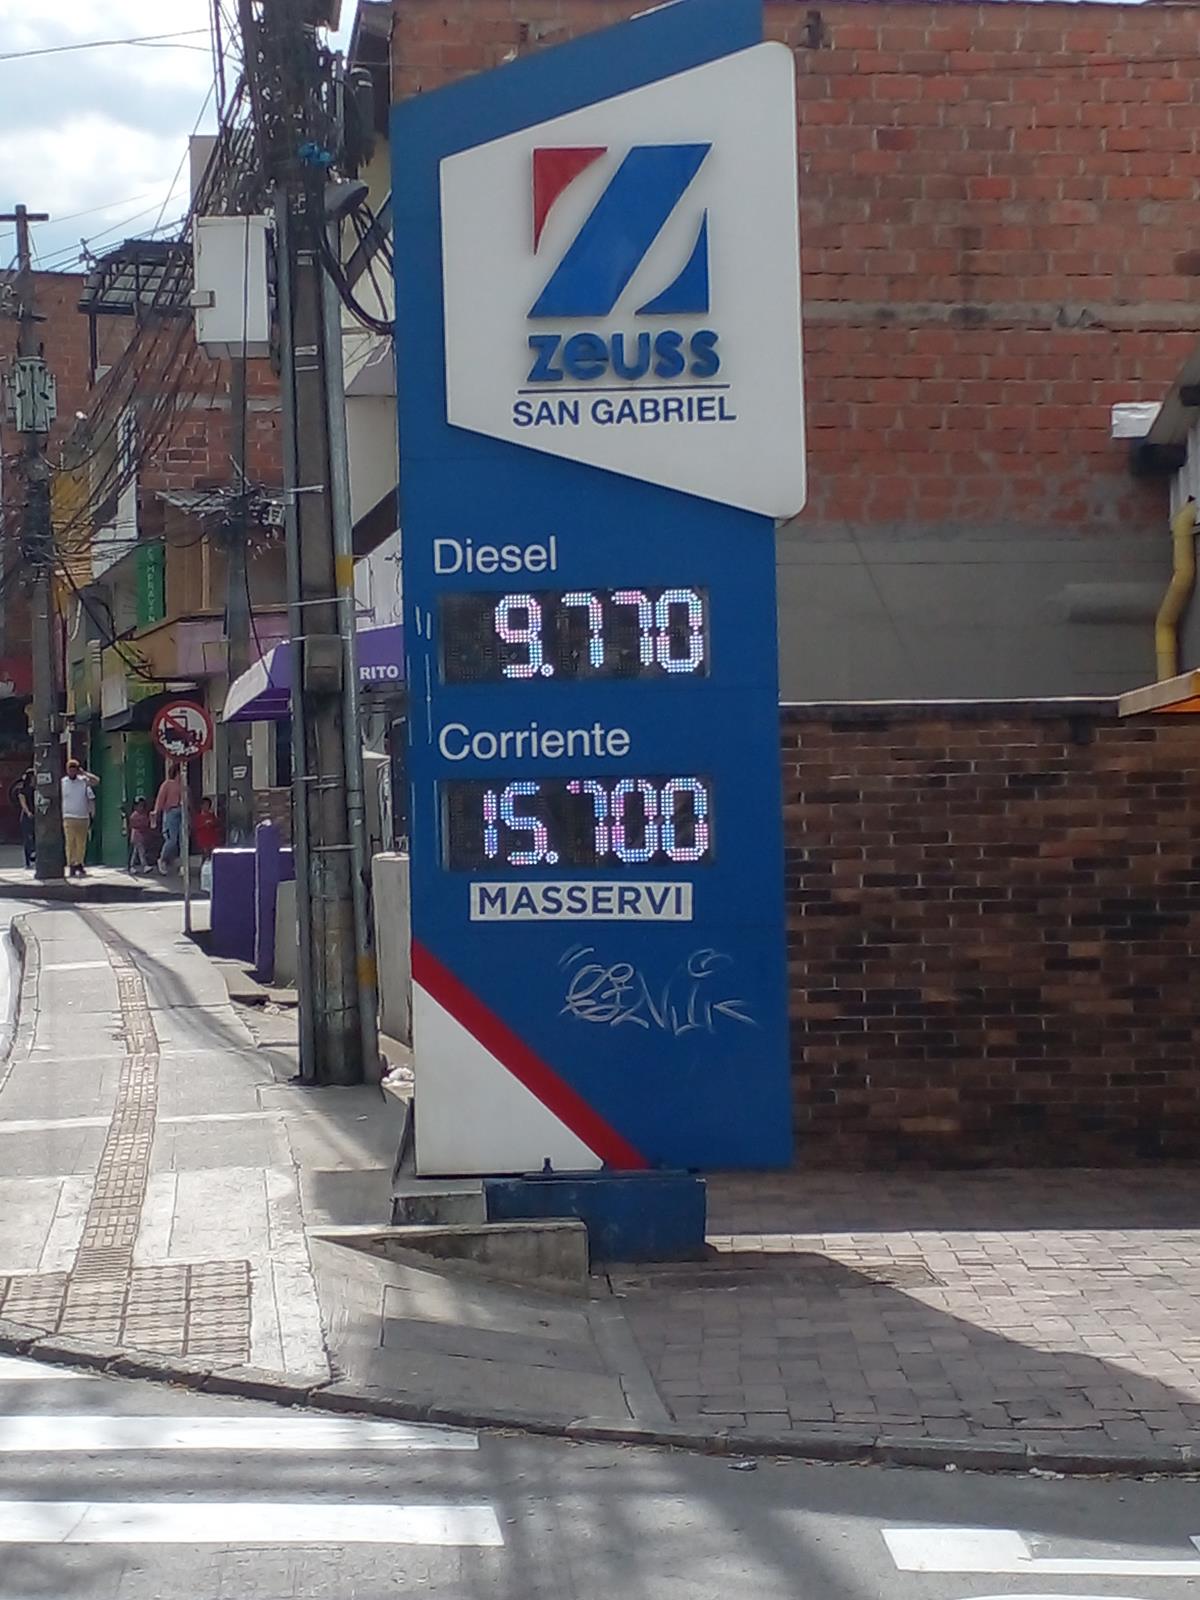 Zeuss
SAN GABRIEL
Diesel
9.770
RITO
Corriente
15.700
MASSERVI